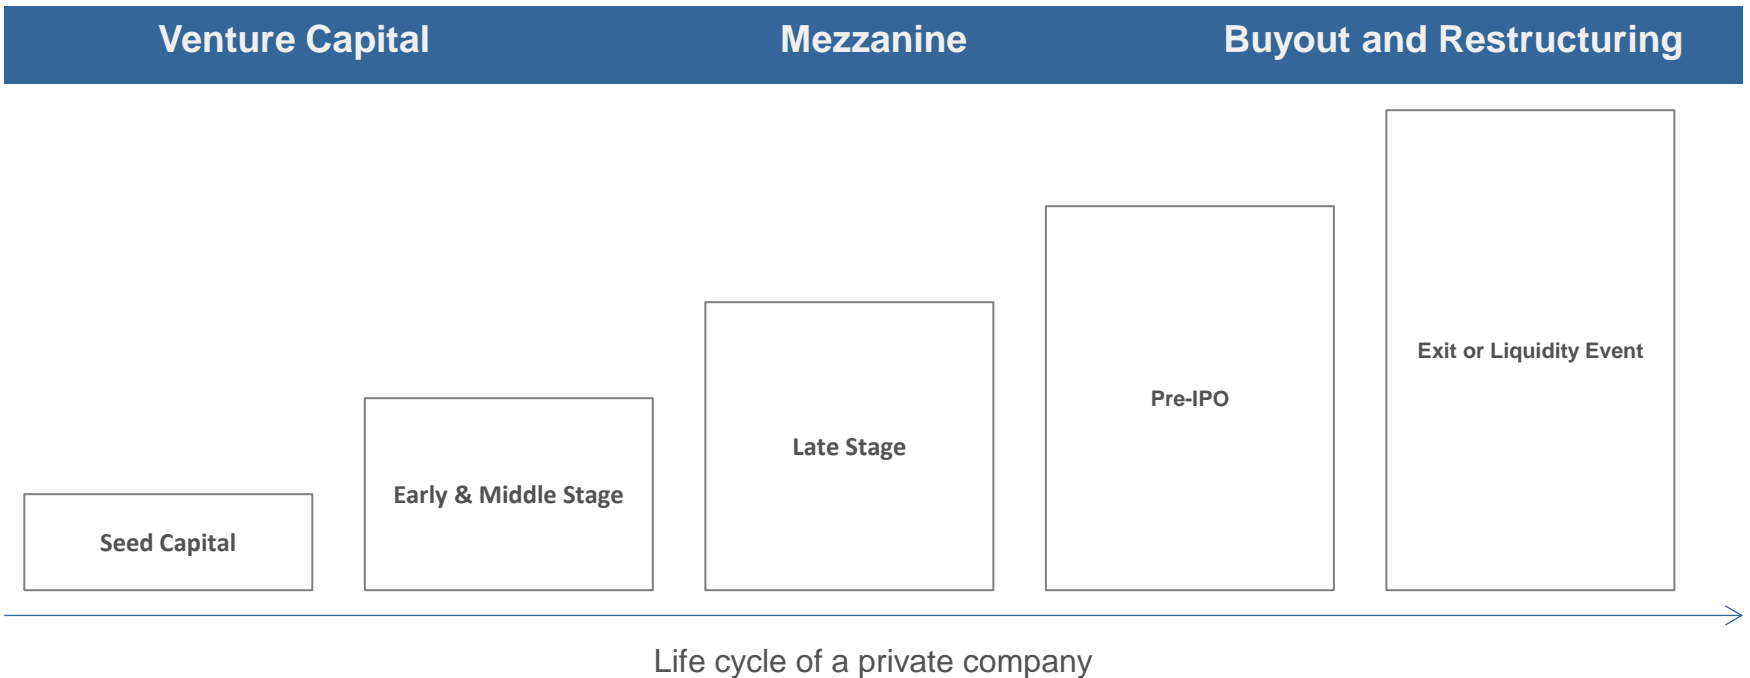 Venture Capital
Mezzanine
Buyout and Restructuring
Seed Capital
Early & Middle Stage
Late Stage
Pre-IPO
Exit or Liquidity Event
Life cycle of a private company